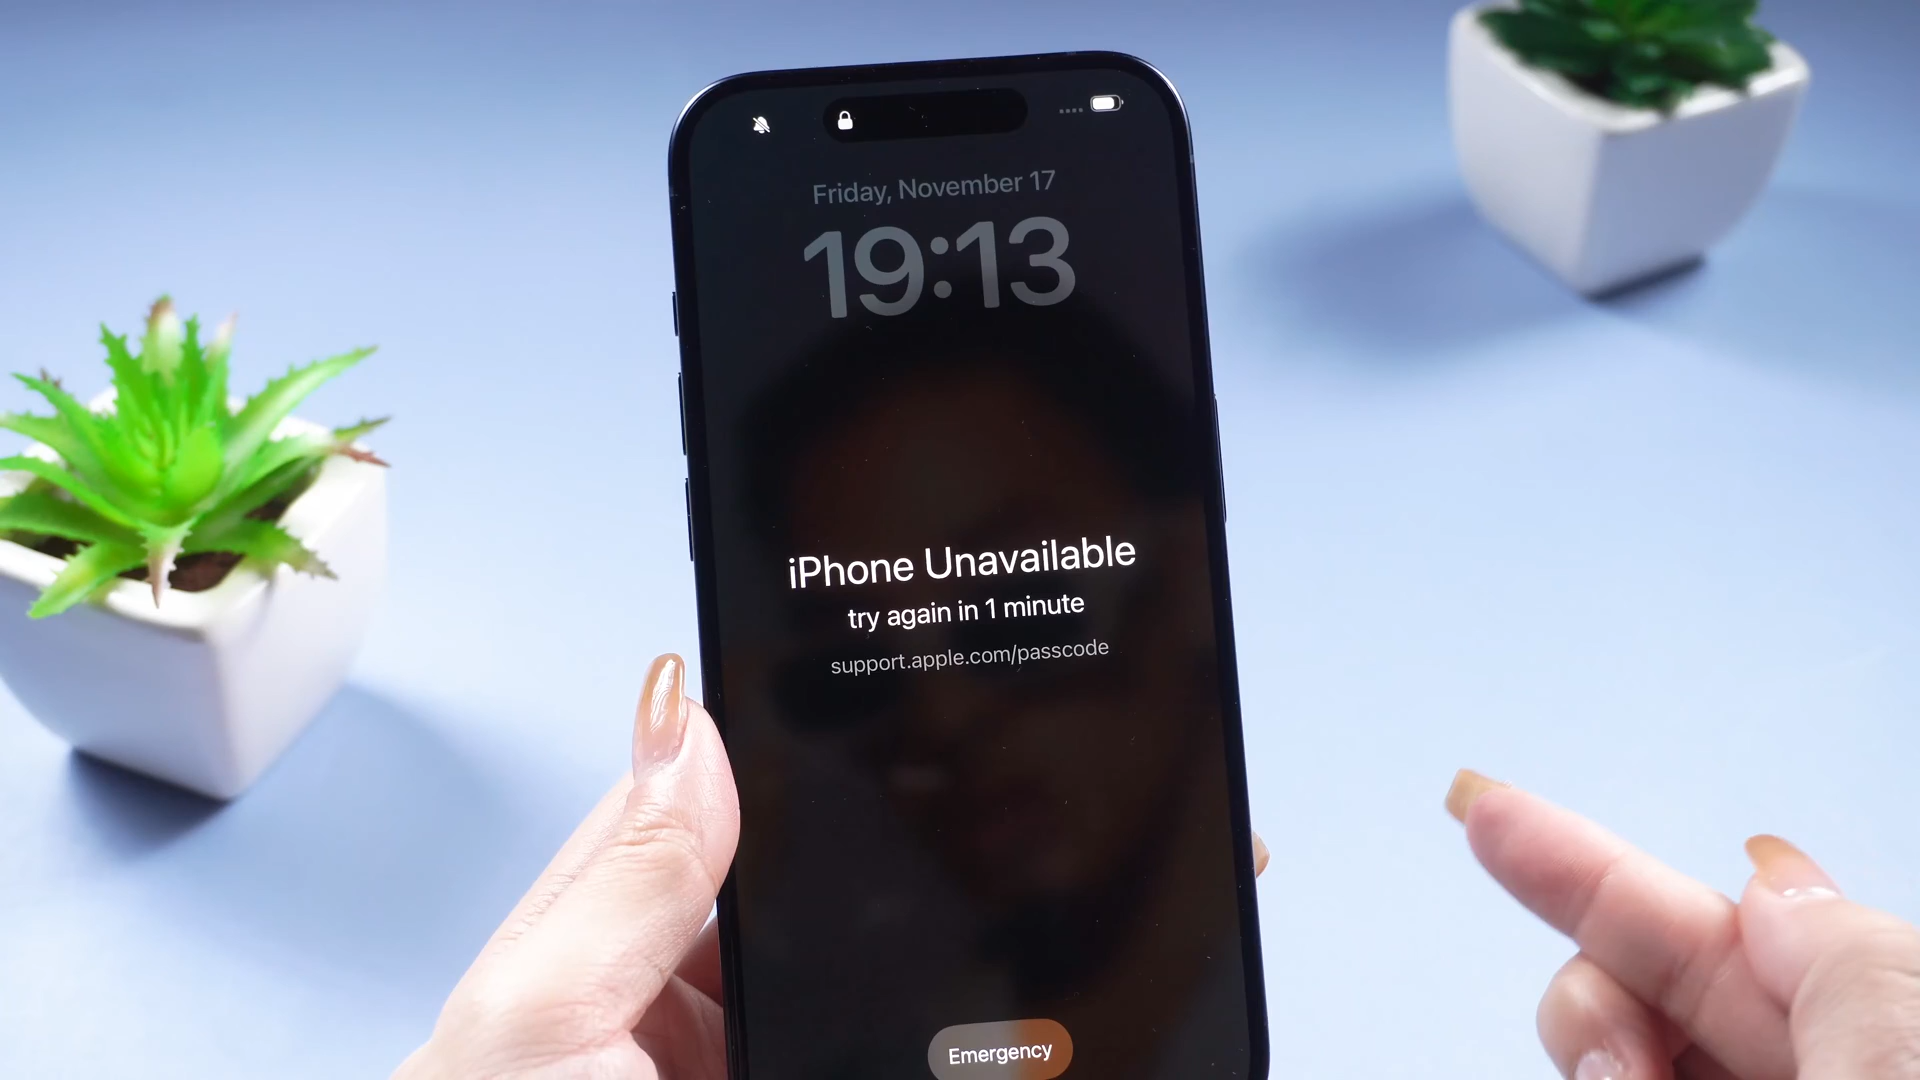 Friday, November 17
19:13
iPhone Unavailable
try again in 1 minute
support.apple.com/passcode
Emergency